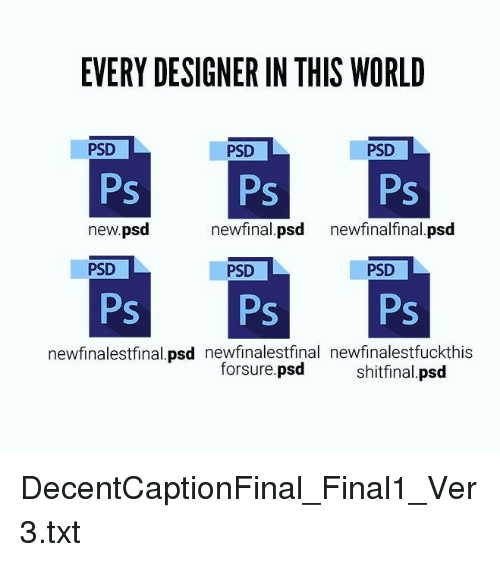 EVERY DESIGNER IN THIS WORLD
PSD PSD PSD
Ps Ps Ps
new.psd newfinal.psd newfinalfinal.psd
PSD PSD PSD
Ps Ps Ps
newfinalestfinal.psd newfinalestfinal newfinalestfuckthis
forsure.psd shitfinal.psd
DecentCaptionFinal_Final1_Ver
3.txt